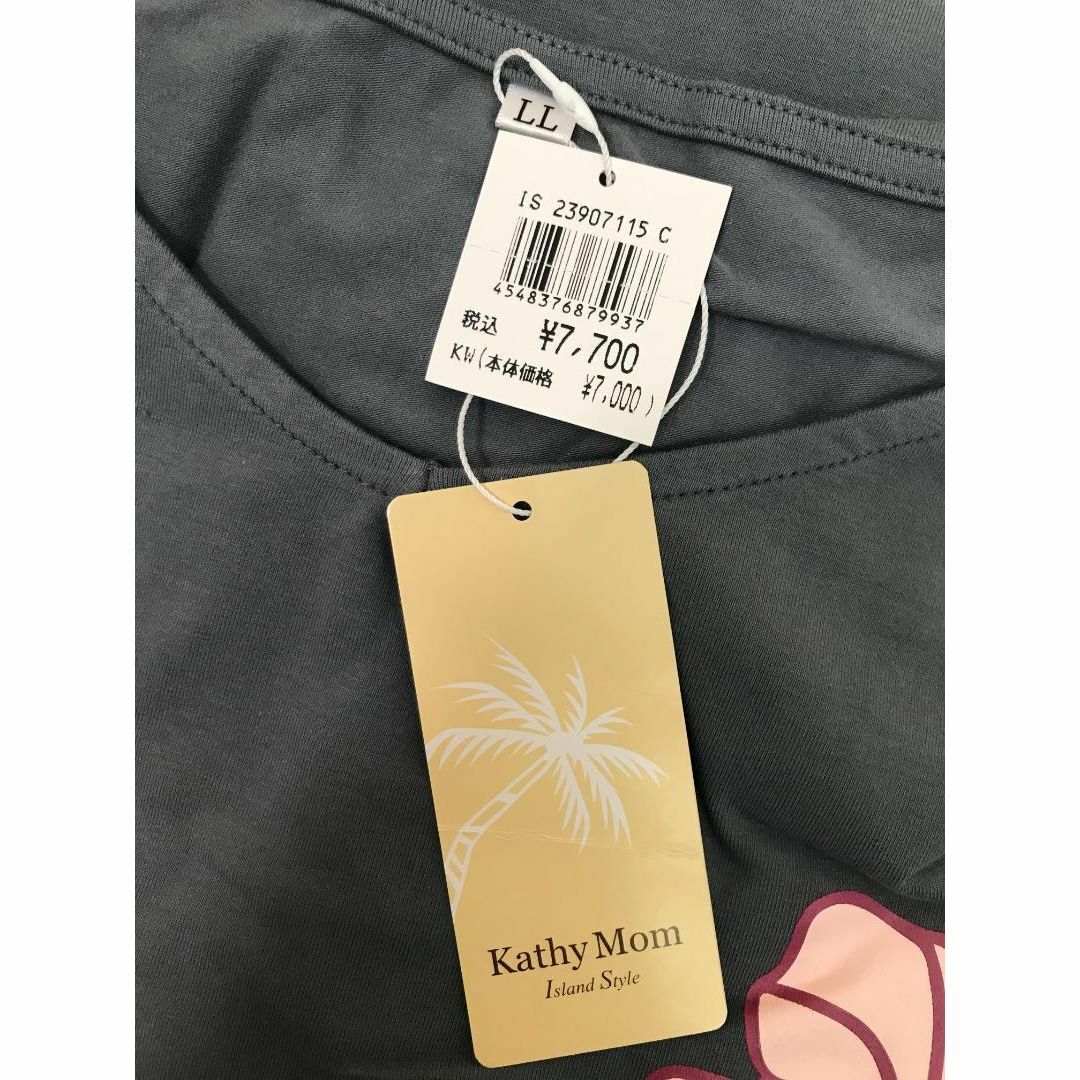 LL
IS 23907115 C
4548376879937
税込 ¥7,700
KW(本体価格 ¥7,000)
Kathy Mom
Island Style